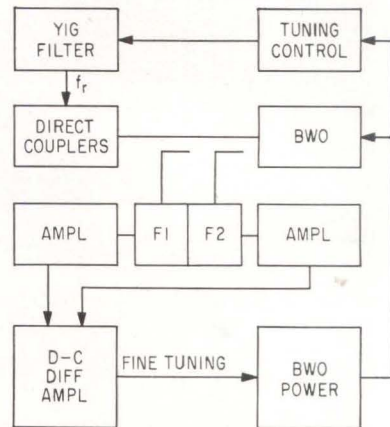 YIG
FILTER
TUNING
CONTROL
fr
DIRECT
COUPLERS
BWO
AMPL
F1
F2
AMPL
D-C
DIFF
AMPL
FINE TUNING
BWO
POWER